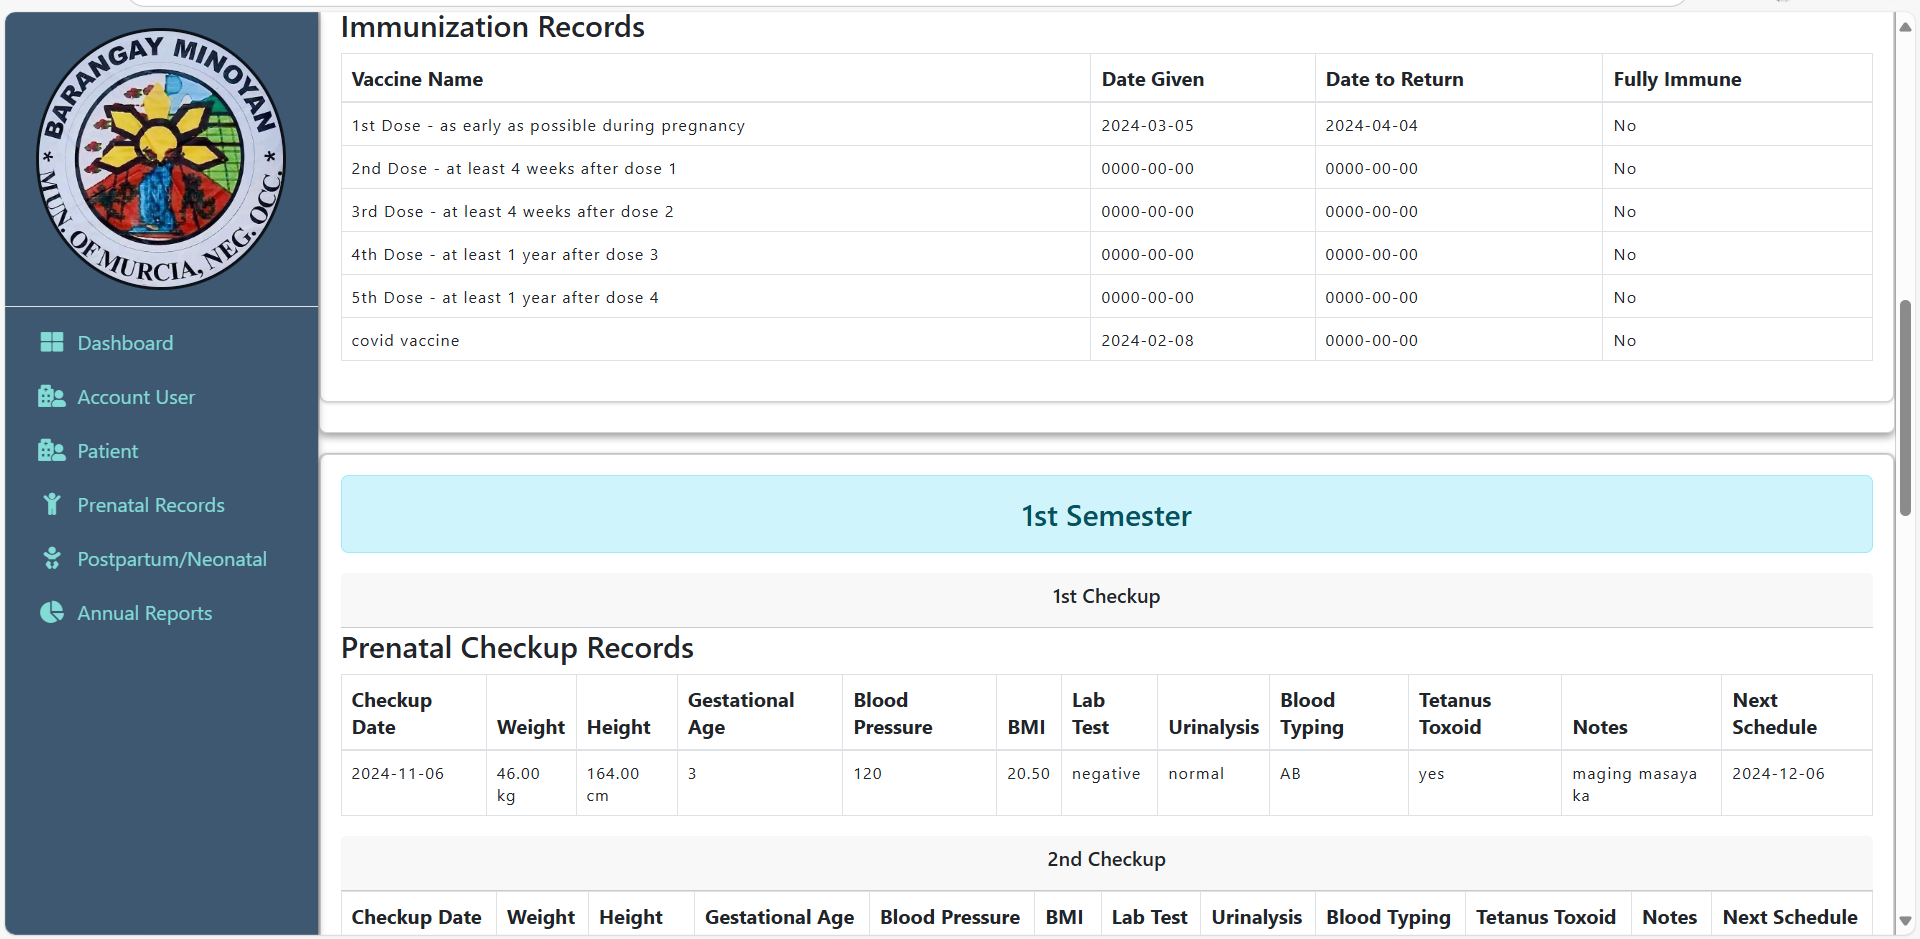 BARANGAY MINOYAN
* MUN. OF MURCIA, NEG. OCC. *
Dashboard
Account User
Patient
Prenatal Records
Postpartum/Neonatal
Annual Reports
Immunization Records
Vaccine Name Date Given Date to Return Fully Immune
1st Dose - as early as possible during pregnancy 2024-03-05 2024-04-04 No
2nd Dose - at least 4 weeks after dose 1 0000-00-00 0000-00-00 No
3rd Dose - at least 4 weeks after dose 2 0000-00-00 0000-00-00 No
4th Dose - at least 1 year after dose 3 0000-00-00 0000-00-00 No
5th Dose - at least 1 year after dose 4 0000-00-00 0000-00-00 No
covid vaccine 2024-02-08 0000-00-00 No
1st Semester
1st Checkup
Prenatal Checkup Records
Checkup Date Weight Height Gestational Age Blood Pressure BMI Lab Test Urinalysis Blood Typing Tetanus Toxoid Notes Next Schedule
2024-11-06 46.00 kg 164.00 cm 3 120 20.50 negative normal AB yes maging masaya ka 2024-12-06
2nd Checkup
Checkup Date Weight Height Gestational Age Blood Pressure BMI Lab Test Urinalysis Blood Typing Tetanus Toxoid Notes Next Schedule